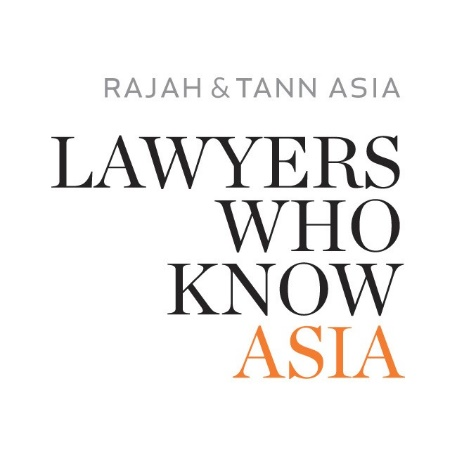 RAJAH & TANN ASIA
LAWYERS
WHO
KNOW
ASIA